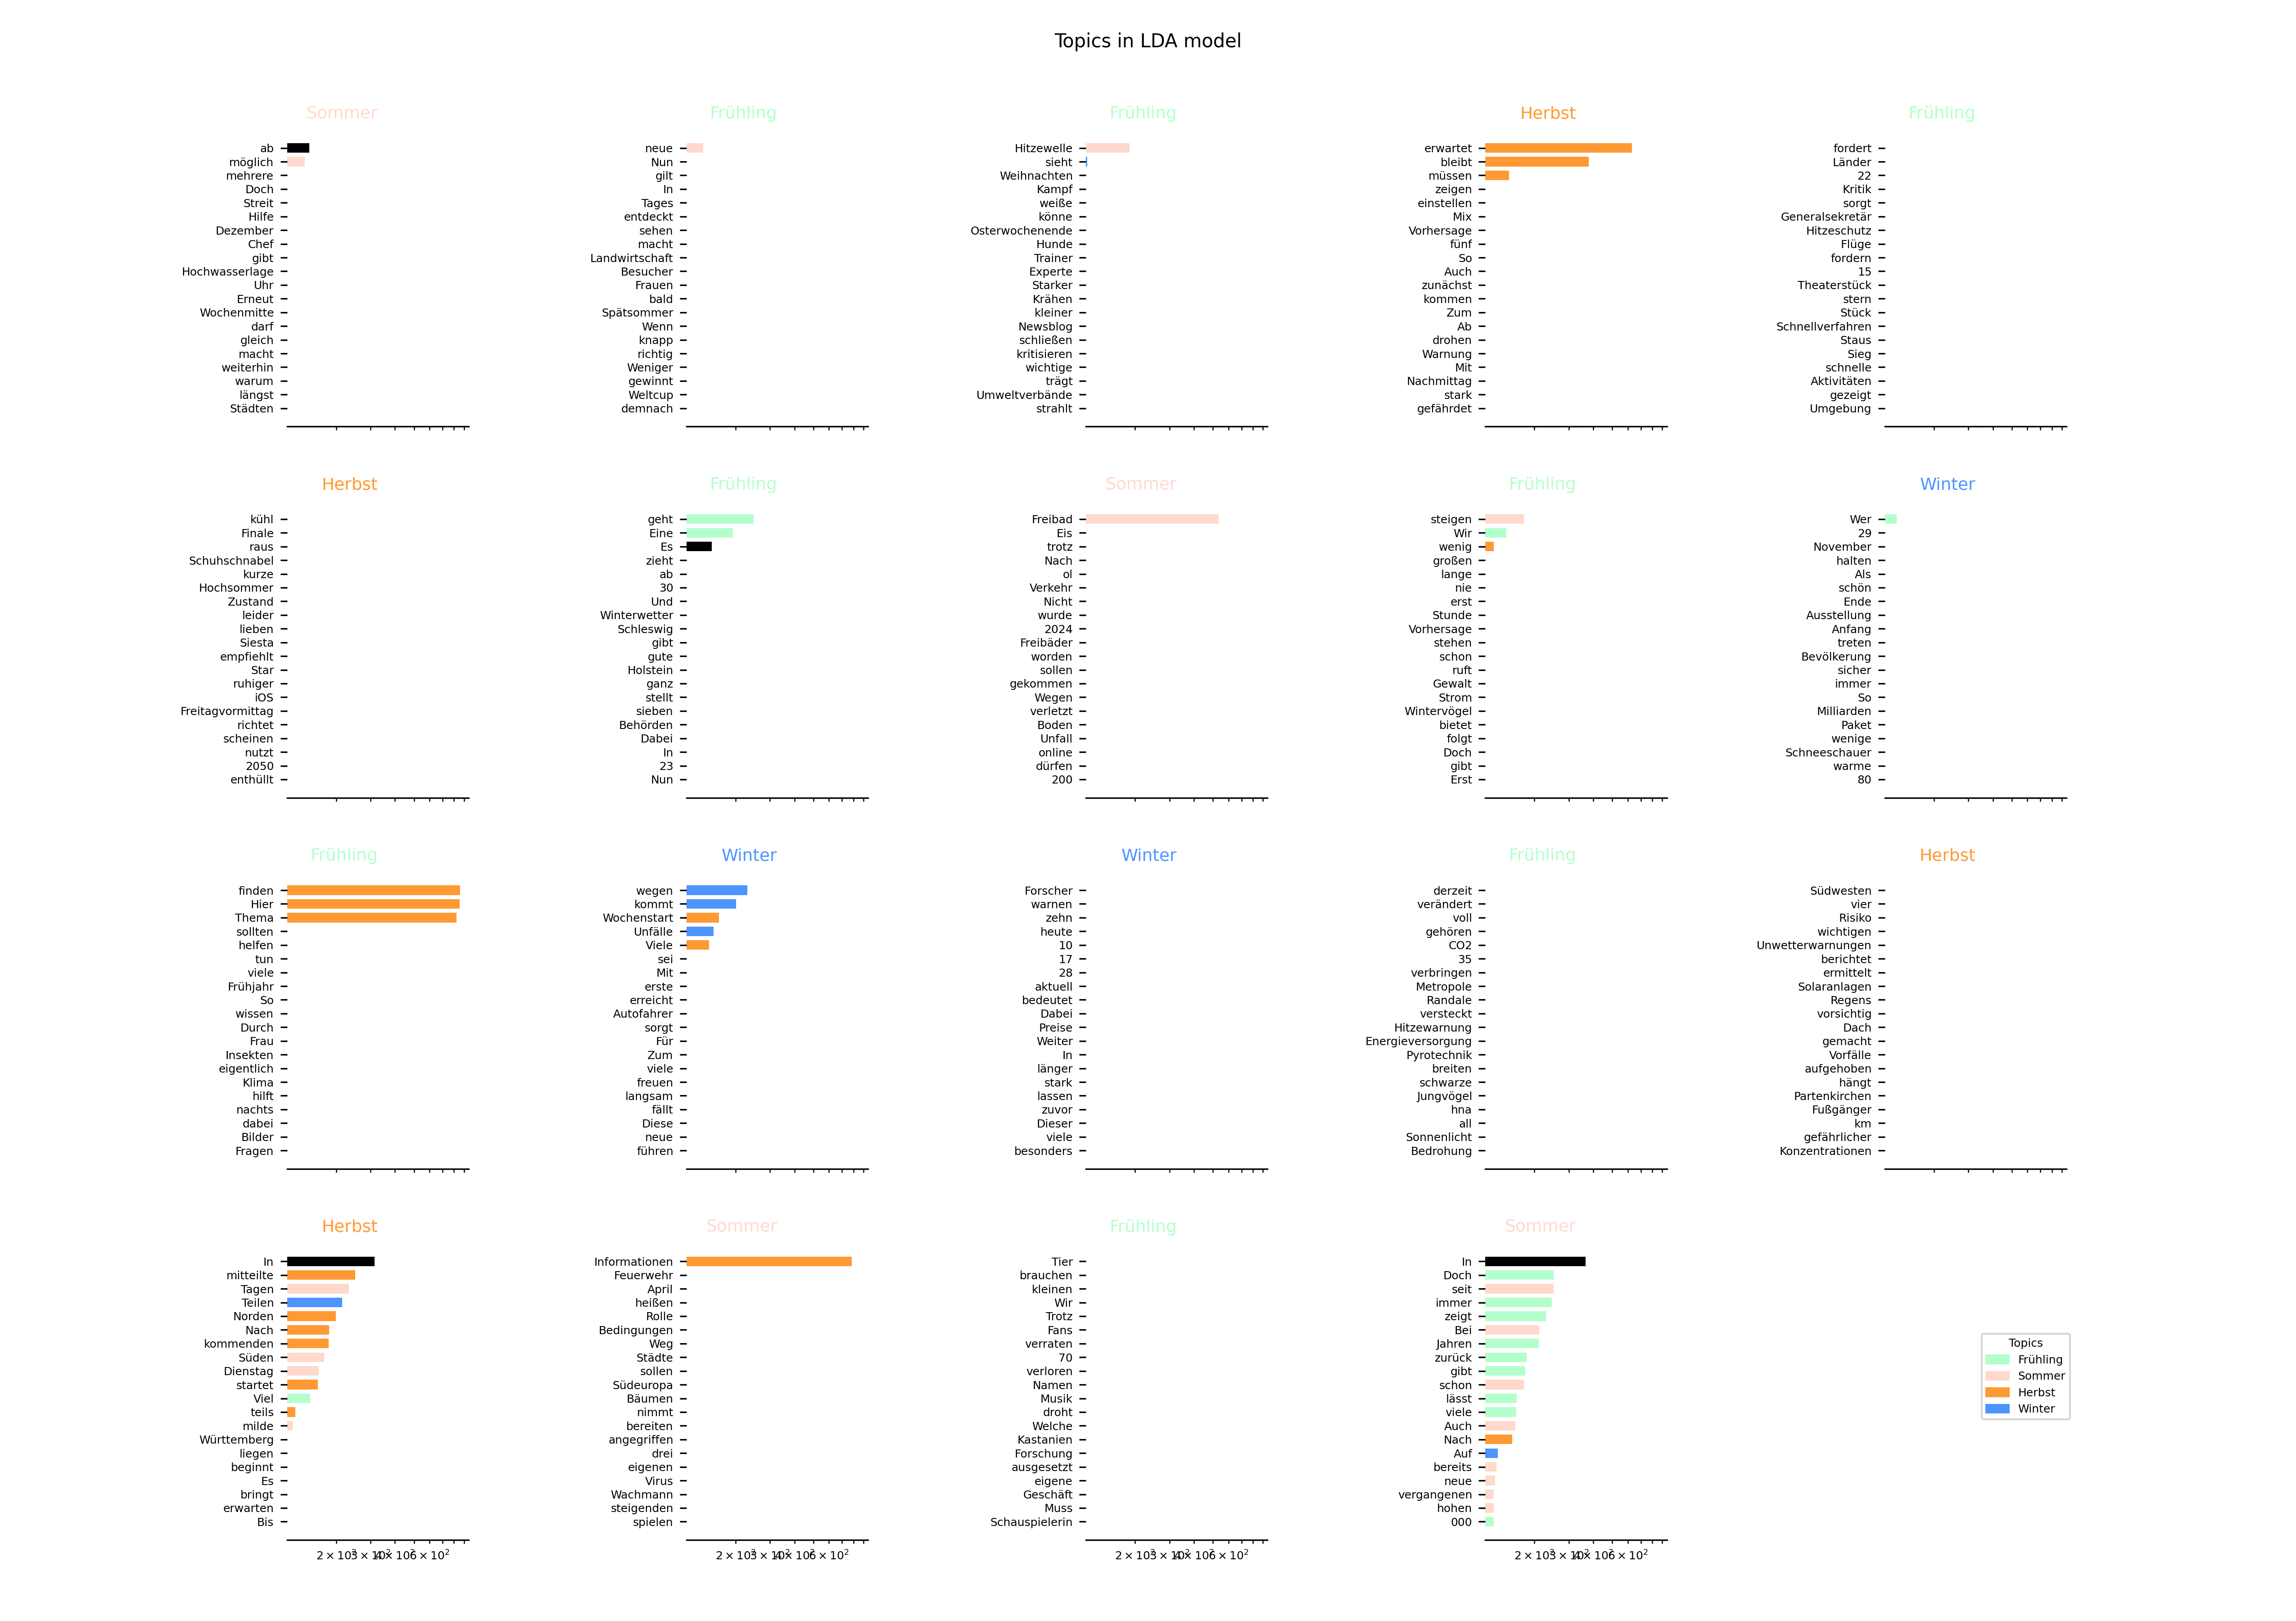 Topics in LDA model
Sommer
ab
möglich
mehrere
Doch
Streit
Hilfe
Dezember
Chef
gibt
Hochwasserlage
Uhr
Erneut
Wochenmitte
darf
gleich
macht
weiterhin
warum
längst
Städten
Frühling
neue
Nun
gilt
In
Tages
entdeckt
sehen
macht
Landwirtschaft
Besucher
Frauen
bald
Spätsommer
Wenn
knapp
richtig
Weniger
gewinnt
Weltcup
demnach
Frühling
Hitzewelle
sieht
Weihnachten
Kampf
weiße
könne
Osterwochenende
Hunde
Trainer
Experte
Starker
Krähen
kleiner
Newsblog
schließen
kritisieren
wichtige
trägt
Umweltverbände
strahlt
Herbst
erwartet
bleibt
müssen
zeigen
einstellen
Mix
Vorhersage
fünf
So
Auch
zunächst
kommen
Zum
Ab
drohen
Warnung
Mit
Nachmittag
stark
gefährdet
Frühling
fordert
Länder
22
Kritik
sorgt
Generalsekretär
Hitzeschutz
Flüge
fordern
15
Theaterstück
stern
Stück
Schnellverfahren
Staus
Sieg
schnelle
Aktivitäten
gezeigt
Umgebung
Herbst
kühl
Finale
raus
Schuhschnabel
kurze
Hochsommer
Zustand
leider
lieben
Siesta
empfiehlt
Star
ruhiger
iOS
Freitagvormittag
richtet
scheinen
nutzt
2050
enthüllt
Frühling
geht
Eine
Es
zieht
ab
30
Und
Winterwetter
Schleswig
gibt
gute
Holstein
ganz
stellt
sieben
Behörden
Dabei
In
23
Nun
Sommer
Freibad
Eis
trotz
Nach
ol
Verkehr
Nicht
wurde
2024
Freibäder
worden
sollen
gekommen
Wegen
verletzt
Boden
Unfall
online
dürfen
200
Frühling
steigen
Wir
wenig
großen
lange
nie
erst
Stunde
Vorhersage
stehen
schon
ruft
Gewalt
Strom
Wintervögel
bietet
folgt
Doch
gibt
Erst
Winter
Wer
29
November
halten
Als
schön
Ende
Ausstellung
Anfang
treten
Bevölkerung
sicher
immer
So
Milliarden
Paket
wenige
Schneeschauer
warme
80
Frühling
finden
Hier
Thema
sollten
helfen
tun
viele
Frühjahr
So
wissen
Durch
Frau
Insekten
eigentlich
Klima
hilft
nachts
dabei
Bilder
Fragen
Winter
wegen
kommt
Wochenstart
Unfälle
Viele
sei
Mit
erste
erreicht
Autofahrer
sorgt
Für
Zum
viele
freuen
langsam
fällt
Diese
neue
führen
Winter
Forscher
warnen
zehn
heute
10
17
28
aktuell
bedeutet
Dabei
Preise
Weiter
In
länger
stark
lassen
zuvor
Dieser
viele
besonders
Frühling
derzeit
verändert
voll
gehören
CO2
35
verbringen
Metropole
Randale
versteckt
Hitzewarnung
Energieversorgung
Pyrotechnik
breiten
schwarze
Jungvögel
hna
all
Sonnenlicht
Bedrohung
Herbst
Südwesten
vier
Risiko
wichtigen
Unwetterwarnungen
berichtet
ermittelt
Solaranlagen
Regens
vorsichtig
Dach
gemacht
Vorfälle
aufgehoben
hängt
Partenkirchen
Fußgänger
km
gefährlicher
Konzentrationen
Herbst
In
mitteilte
Tagen
Teilen
Norden
Nach
kommenden
Süden
Dienstag
startet
Viel
teils
milde
Württemberg
liegen
beginnt
Es
bringt
erwarten
Bis
Sommer
Informationen
Feuerwehr
April
heißen
Rolle
Bedingungen
Weg
Städte
sollen
Südeuropa
Bäumen
nimmt
bereiten
angegriffen
drei
eigenen
Virus
Wachmann
steigenden
spielen
Frühling
Tier
brauchen
kleinen
Wir
Trotz
Fans
verraten
70
verloren
Namen
Musik
droht
Welche
Kastanien
Forschung
ausgesetzt
eigene
Geschäft
Muss
Schauspielerin
Sommer
In
Doch
seit
immer
zeigt
Bei
Jahren
zurück
gibt
schon
lässt
viele
Auch
Nach
Auf
bereits
neue
vergangenen
hohen
000
Topics
Frühling
Sommer
Herbst
Winter